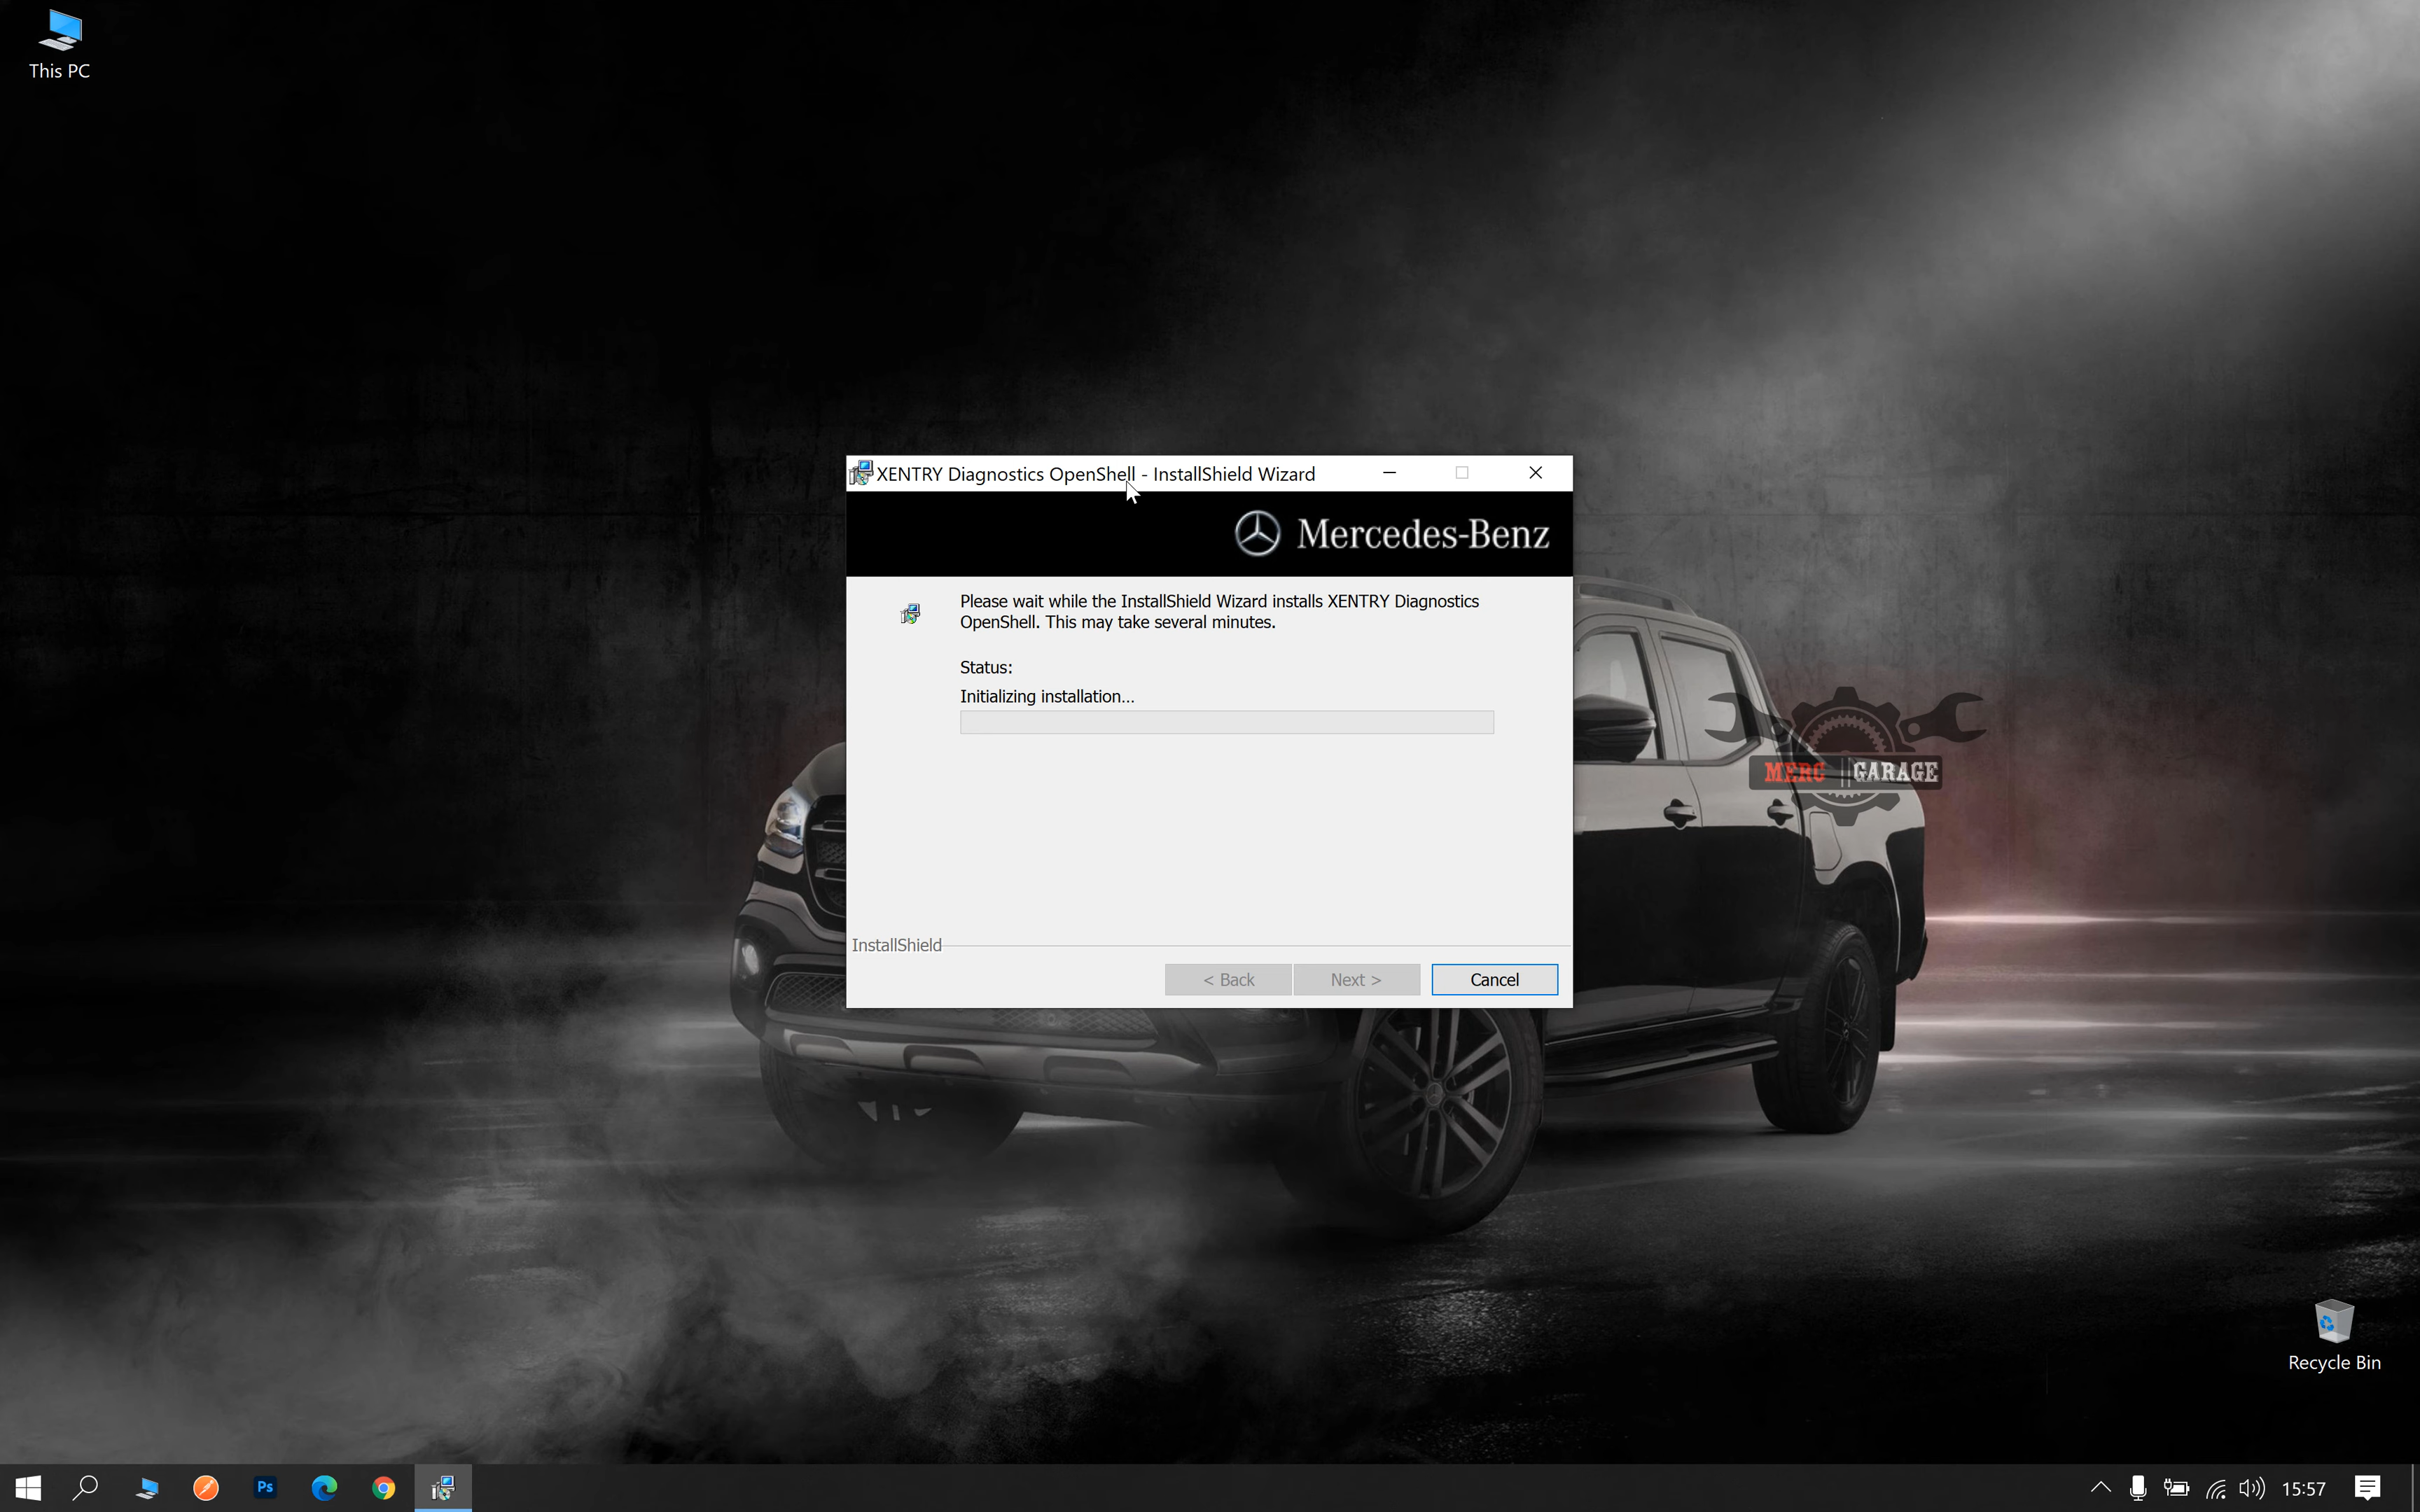 This PC
XENTRY Diagnostics OpenShell - InstallShield Wizard
Mercedes-Benz
Please wait while the InstallShield Wizard installs XENTRY Diagnostics
OpenShell. This may take several minutes.
Status:
Initializing installation...
MERC GARAGE
InstallShield
< Back
Next >
Cancel
Recycle Bin
Ps
15:57